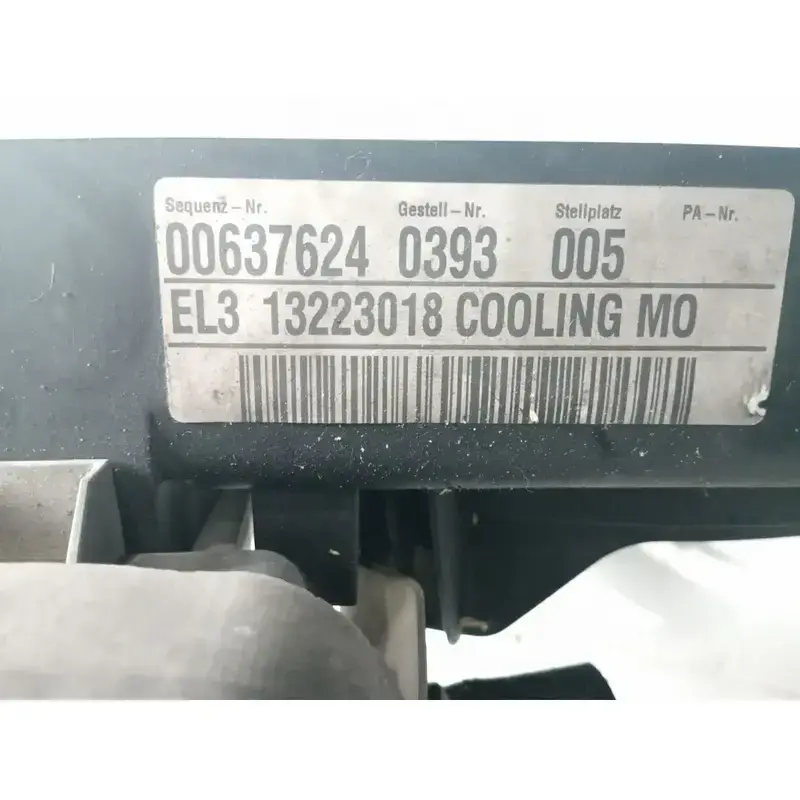 Sequenz-Nr. Gestell-Nr. Stellplatz PA-Nr.
00637624 0393 005
EL3 13223018 COOLING MO